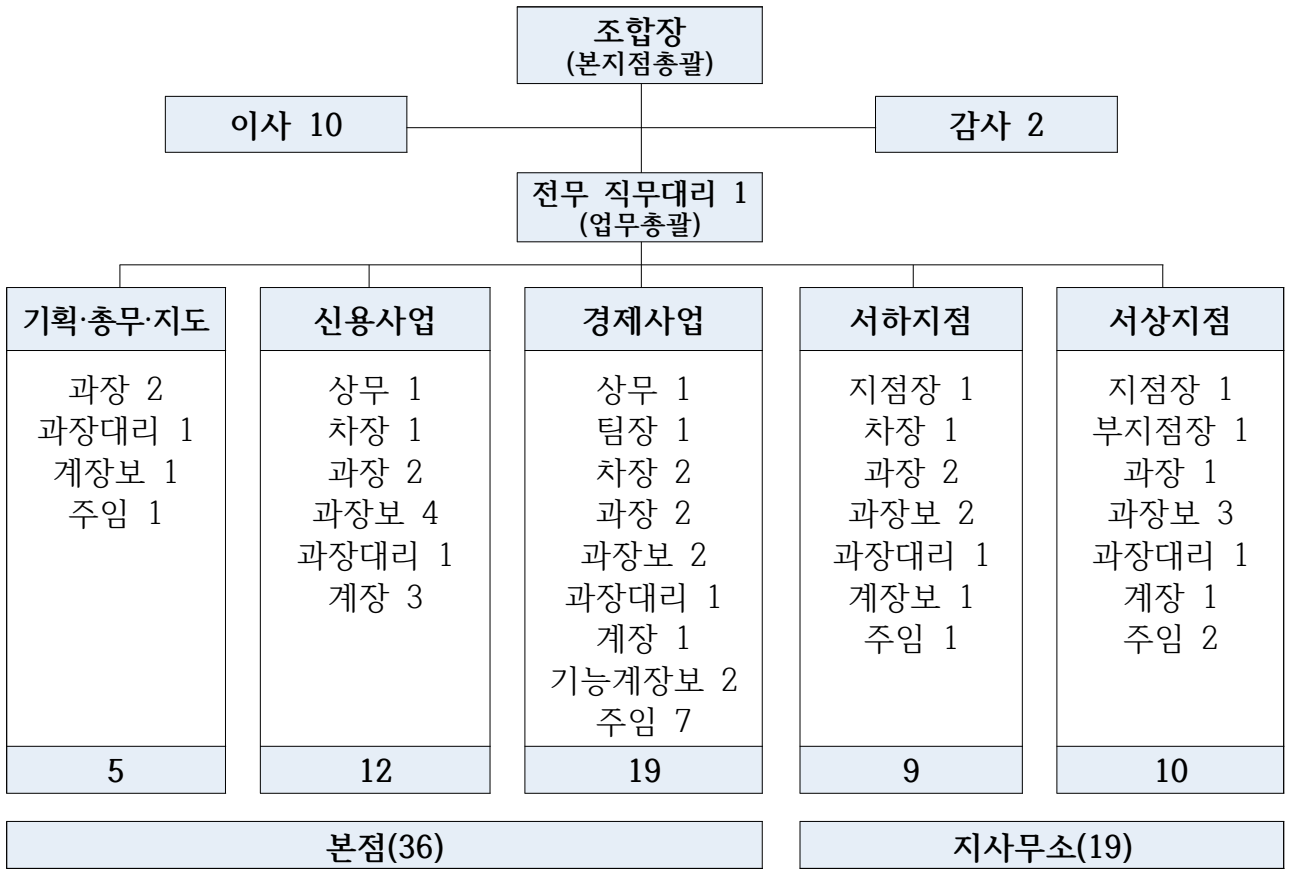 조합장
(본지점총괄)
이사 10
감사 2
전무 직무대리 1
(업무총괄)
기획·총무·지도
과장 2
과장대리 1
계장보 1
주임 1
5
신용사업
상무 1
차장 1
과장 2
과장보 4
과장대리 1
계장 3
12
경제사업
상무 1
팀장 1
차장 2
과장 2
과장보 2
과장대리 1
계장 1
기능계장보 2
주임 7
19
서하지점
지점장 1
차장 1
과장 2
과장보 2
과장대리 1
계장보 1
주임 1
9
서상지점
지점장 1
부지점장 1
과장 1
과장보 3
과장대리 1
계장 1
주임 2
10
본점(36)
지사무소(19)